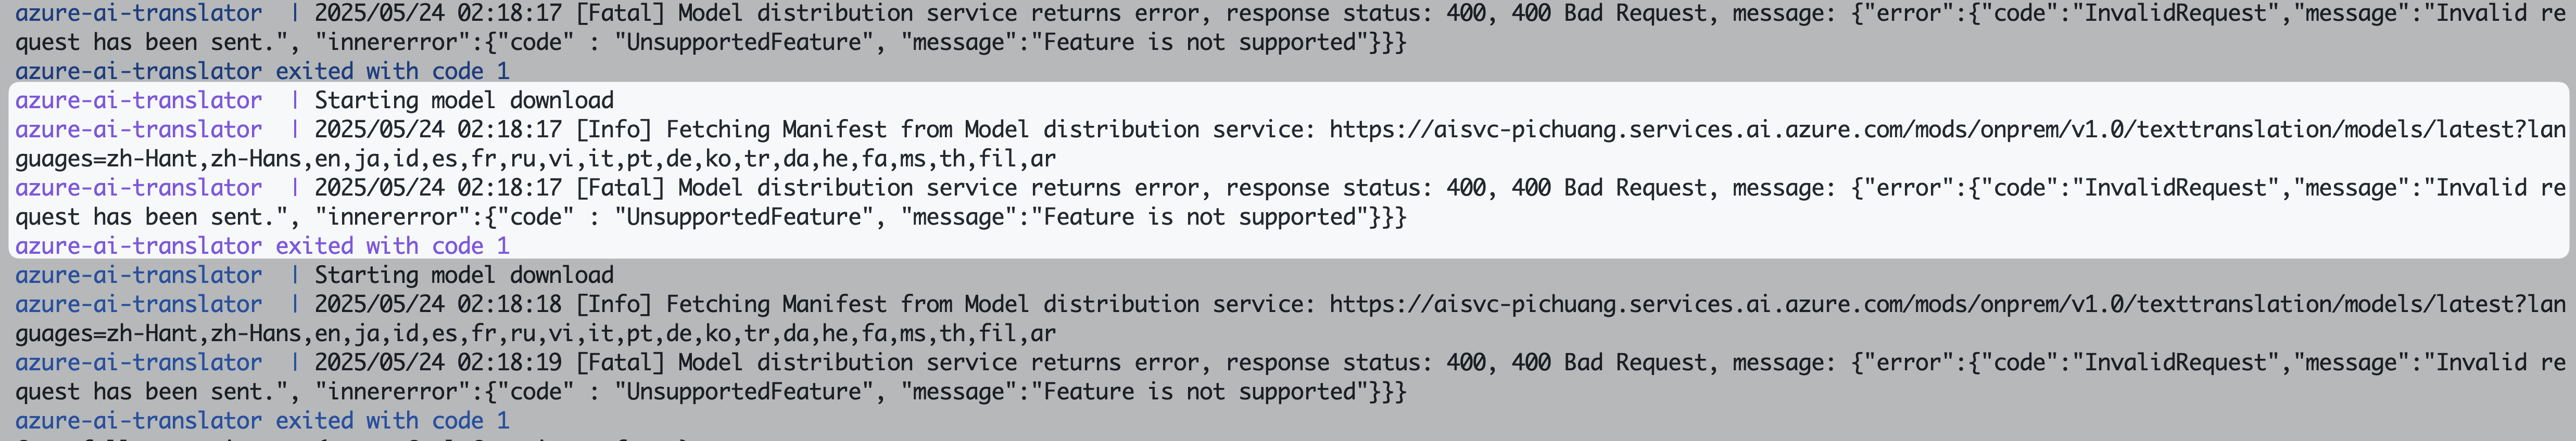 azure-ai-translator  | 2025/05/24 02:18:17 [Fatal] Model distribution service returns error, response status: 400, 400 Bad Request, message: {"error":{"code":"InvalidRequest","message":"Invalid re
quest has been sent.", "innererror":{"code" : "UnsupportedFeature", "message":"Feature is not supported"}}}
azure-ai-translator exited with code 1
azure-ai-translator  | Starting model download
azure-ai-translator  | 2025/05/24 02:18:17 [Info] Fetching Manifest from Model distribution service: https://aisvc-pichuang.services.ai.azure.com/mods/onprem/v1.0/texttranslation/models/latest?lan
guages=zh-Hant,zh-Hans,en,ja,id,es,fr,ru,vi,it,pt,de,ko,tr,da,he,fa,ms,th,fil,ar
azure-ai-translator  | 2025/05/24 02:18:17 [Fatal] Model distribution service returns error, response status: 400, 400 Bad Request, message: {"error":{"code":"InvalidRequest","message":"Invalid re
quest has been sent.", "innererror":{"code" : "UnsupportedFeature", "message":"Feature is not supported"}}}
azure-ai-translator exited with code 1
azure-ai-translator  | Starting model download
azure-ai-translator  | 2025/05/24 02:18:18 [Info] Fetching Manifest from Model distribution service: https://aisvc-pichuang.services.ai.azure.com/mods/onprem/v1.0/texttranslation/models/latest?lan
guages=zh-Hant,zh-Hans,en,ja,id,es,fr,ru,vi,it,pt,de,ko,tr,da,he,fa,ms,th,fil,ar
azure-ai-translator  | 2025/05/24 02:18:19 [Fatal] Model distribution service returns error, response status: 400, 400 Bad Request, message: {"error":{"code":"InvalidRequest","message":"Invalid re
quest has been sent.", "innererror":{"code" : "UnsupportedFeature", "message":"Feature is not supported"}}}
azure-ai-translator exited with code 1